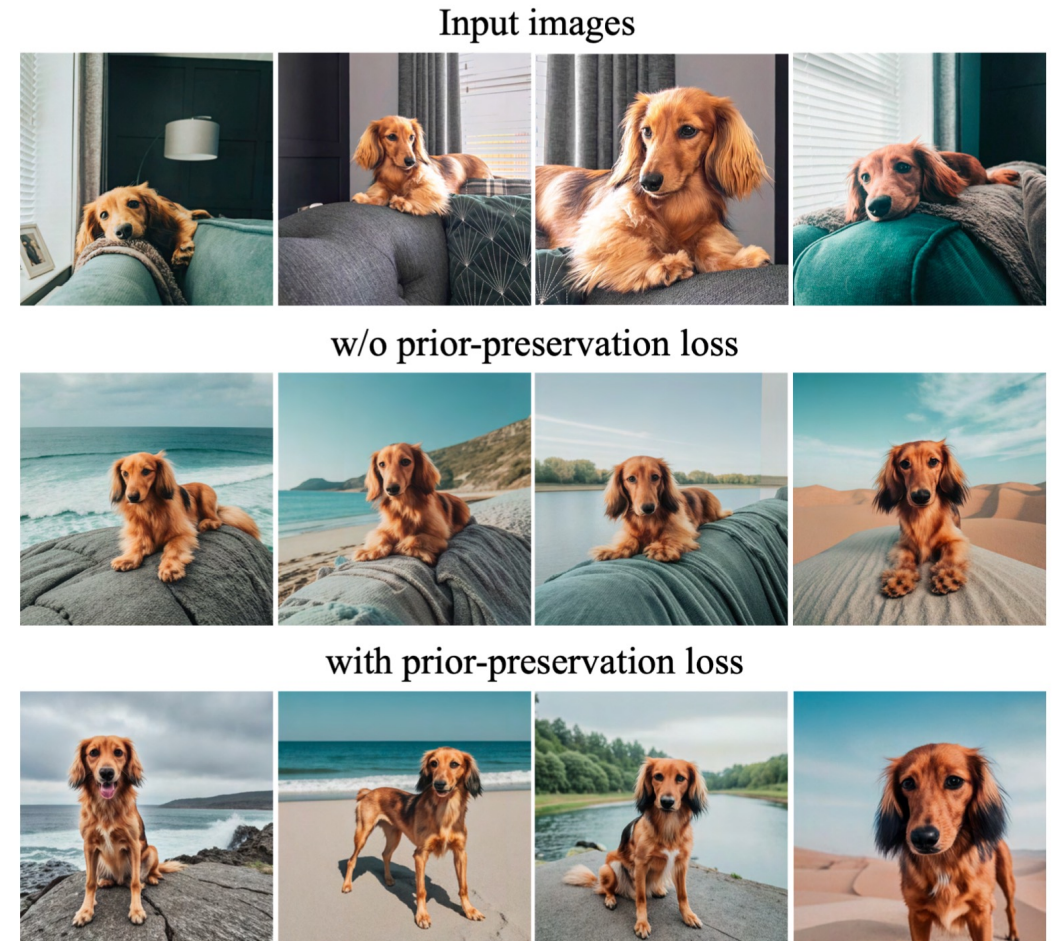 Input images
w/o prior-preservation loss
with prior-preservation loss